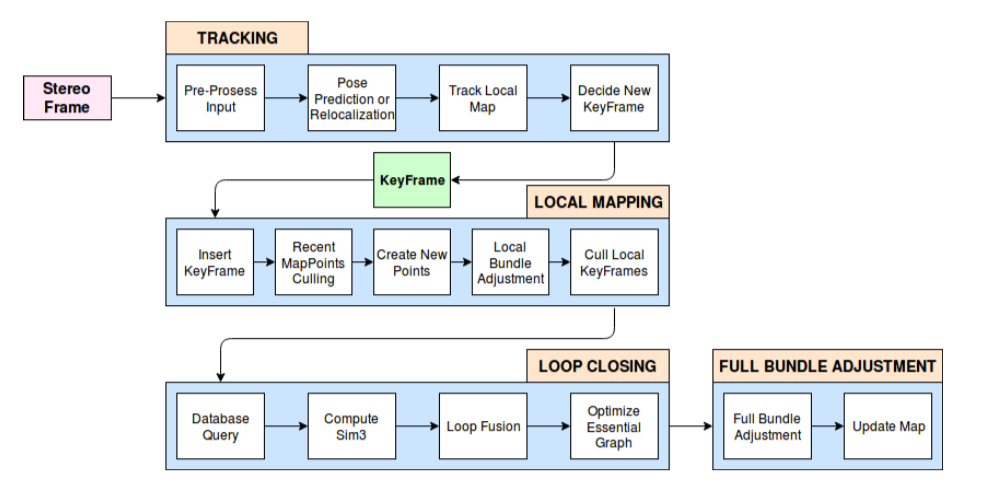 TRACKING
Stereo
Frame
Pre-Prosess
Input
Pose
Prediction or
Relocalization
Track Local
Map
Decide New
KeyFrame
KeyFrame
LOCAL MAPPING
Insert
KeyFrame
Recent
MapPoints
Culling
Create New
Points
Local
Bundle
Adjustment
Cull Local
KeyFrames
LOOP CLOSING
Database
Query
Compute
Sim3
Loop Fusion
Optimize
Essential
Graph
FULL BUNDLE ADJUSTMENT
Full Bundle
Adjustment
Update Map